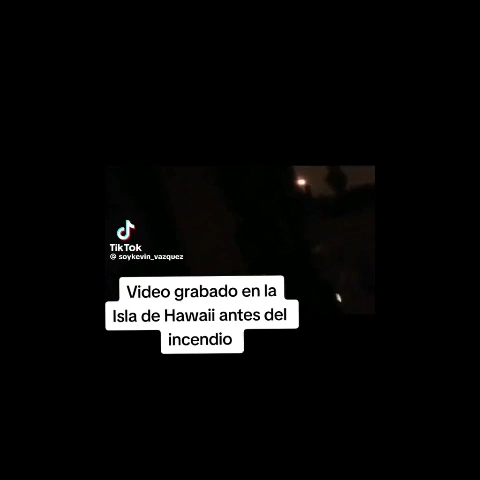 TikTok
@ soykevin_vazquez
Video grabado en la
Isla de Hawaii antes del
incendio